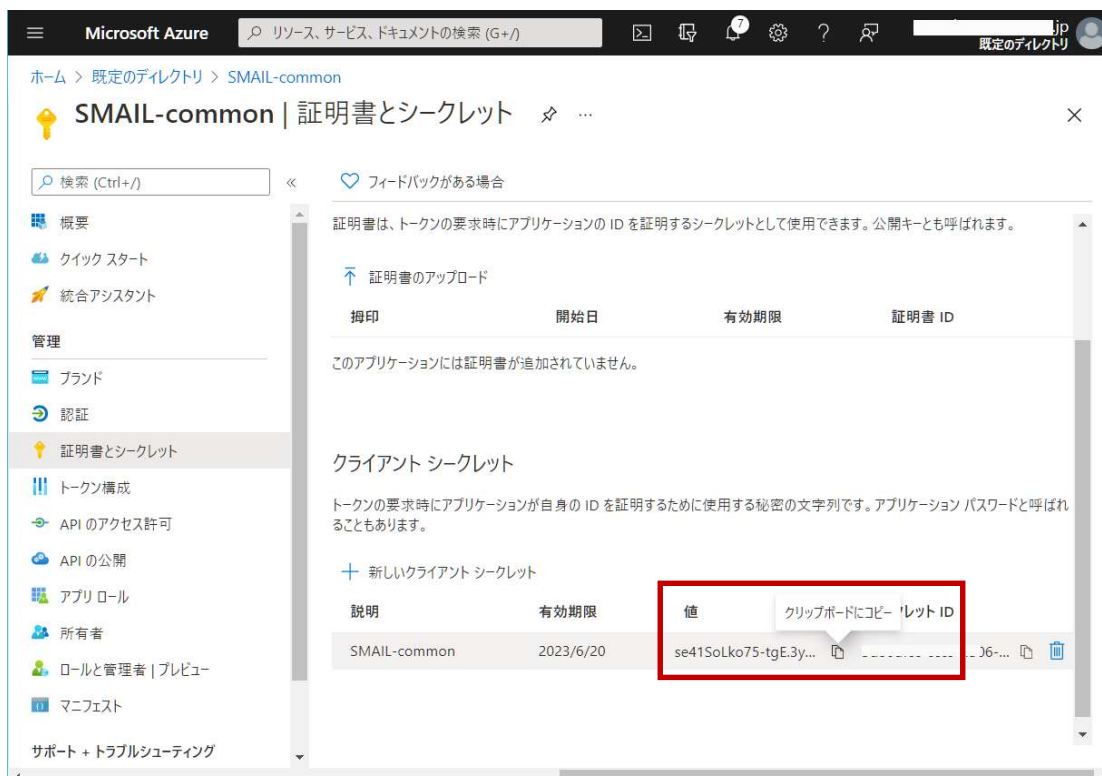 Microsoft Azure
リソース、サービス、ドキュメントの検索 (G+/)
7
jp
既定のディレクトリ
ホーム > 既定のディレクトリ > SMAIL-common
SMAIL-common | 証明書とシークレット
検索 (Ctrl+/)
フィードバックがある場合
概要
クイック スタート
統合アシスタント
管理
ブランド
認証
証明書とシークレット
トークン構成
API のアクセス許可
API の公開
アプリ ロール
所有者
ロールと管理者 | プレビュー
マニフェスト
サポート + トラブルシューティング
証明書は、トークンの要求時にアプリケーションの ID を証明するシークレットとして使用できます。公開キーとも呼ばれます。
証明書のアップロード
拇印 開始日 有効期限 証明書 ID
このアプリケーションには証明書が追加されていません。
クライアント シークレット
トークンの要求時にアプリケーションが自身の ID を証明するために使用する秘密の文字列です。アプリケーション パスワードと呼ばれ
ることもあります。
新しいクライアント シークレット
説明 有効期限 値 クリップボードにコピー レット ID
SMAIL-common 2023/6/20 se41SoLko75-tgE.3y... 06-...